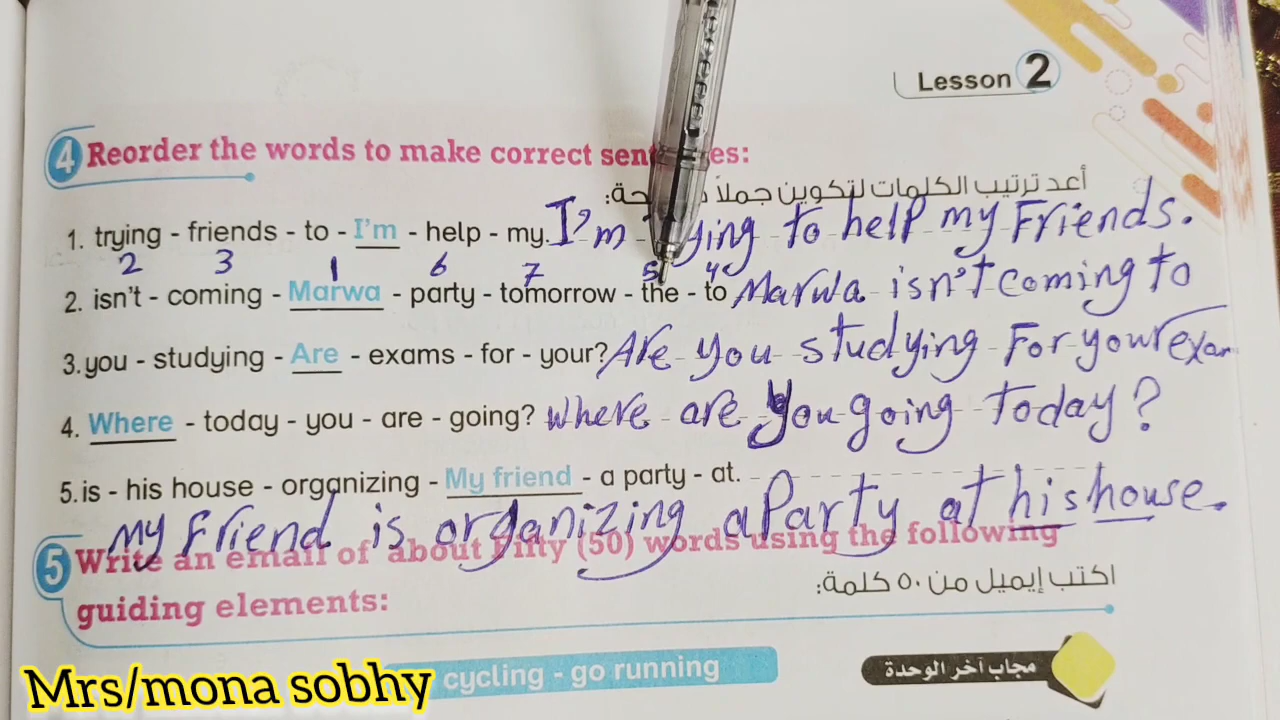 Lesson 2
4 Reorder the words to make correct sentences:
أعد ترتيب الكلمات لتكوين جملاً
1. trying - friends - to - I'm - help - my. I'm trying to help my Friends.
2 3 1 6 7 5 4
2. isn't - coming - Marwa - party - tomorrow - the - to Marwa isn't coming to
3. you - studying - Are - exams - for - your? Are you studying For your exam
4. Where - today - you - are - going? Where are you going today?
5. is - his house - organizing - My friend - a party - at.
My Friend is organizing a Party at his house.
5 Write an email of about Fifty (50) words using the following
guiding elements:
اكتب إيميل من ٥٠ كلمة:
cycling - go running
مجاب آخر الوحدة
Mrs/mona sobhy